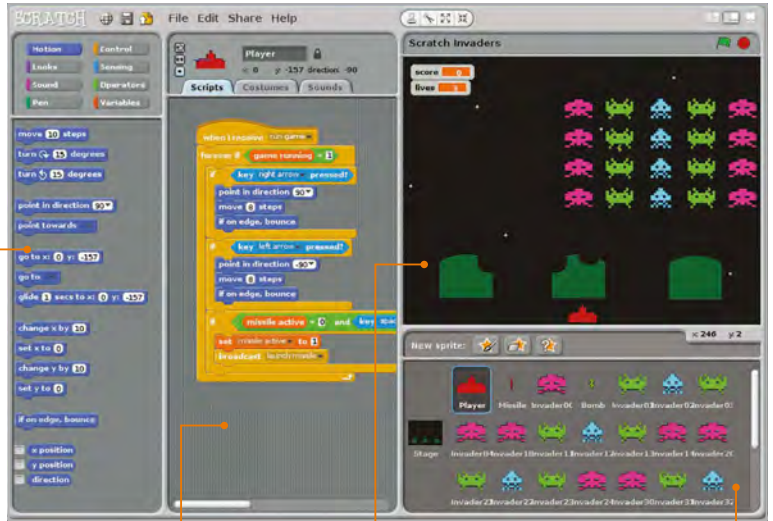 SCRATCH File Edit Share Help
Motion Control
Looks Sensing
Sound Operators
Pen Variables
move 10 steps
turn 15 degrees
turn 15 degrees
point in direction 90
point towards
go to x: 0 y: -157
go to
glide 1 secs to x: 0 y: -157
change x by 10
set x to 0
change y by 10
set y to 0
if on edge, bounce
x position
y position
direction
Player
x: 0 y: -157 direction: -90
Scripts Costumes Sounds
when I receive run game
forever if game running = 1
if key right arrow pressed?
point in direction 90
move 8 steps
if on edge, bounce
if key left arrow pressed?
point in direction -90
move 8 steps
if on edge, bounce
if missile active = 0 and key
set missile active to 1
broadcast launch missile
Scratch Invaders
score 0
lives 3
x: 246 y: 2
New sprite:
Player Missile Bomb
Stage